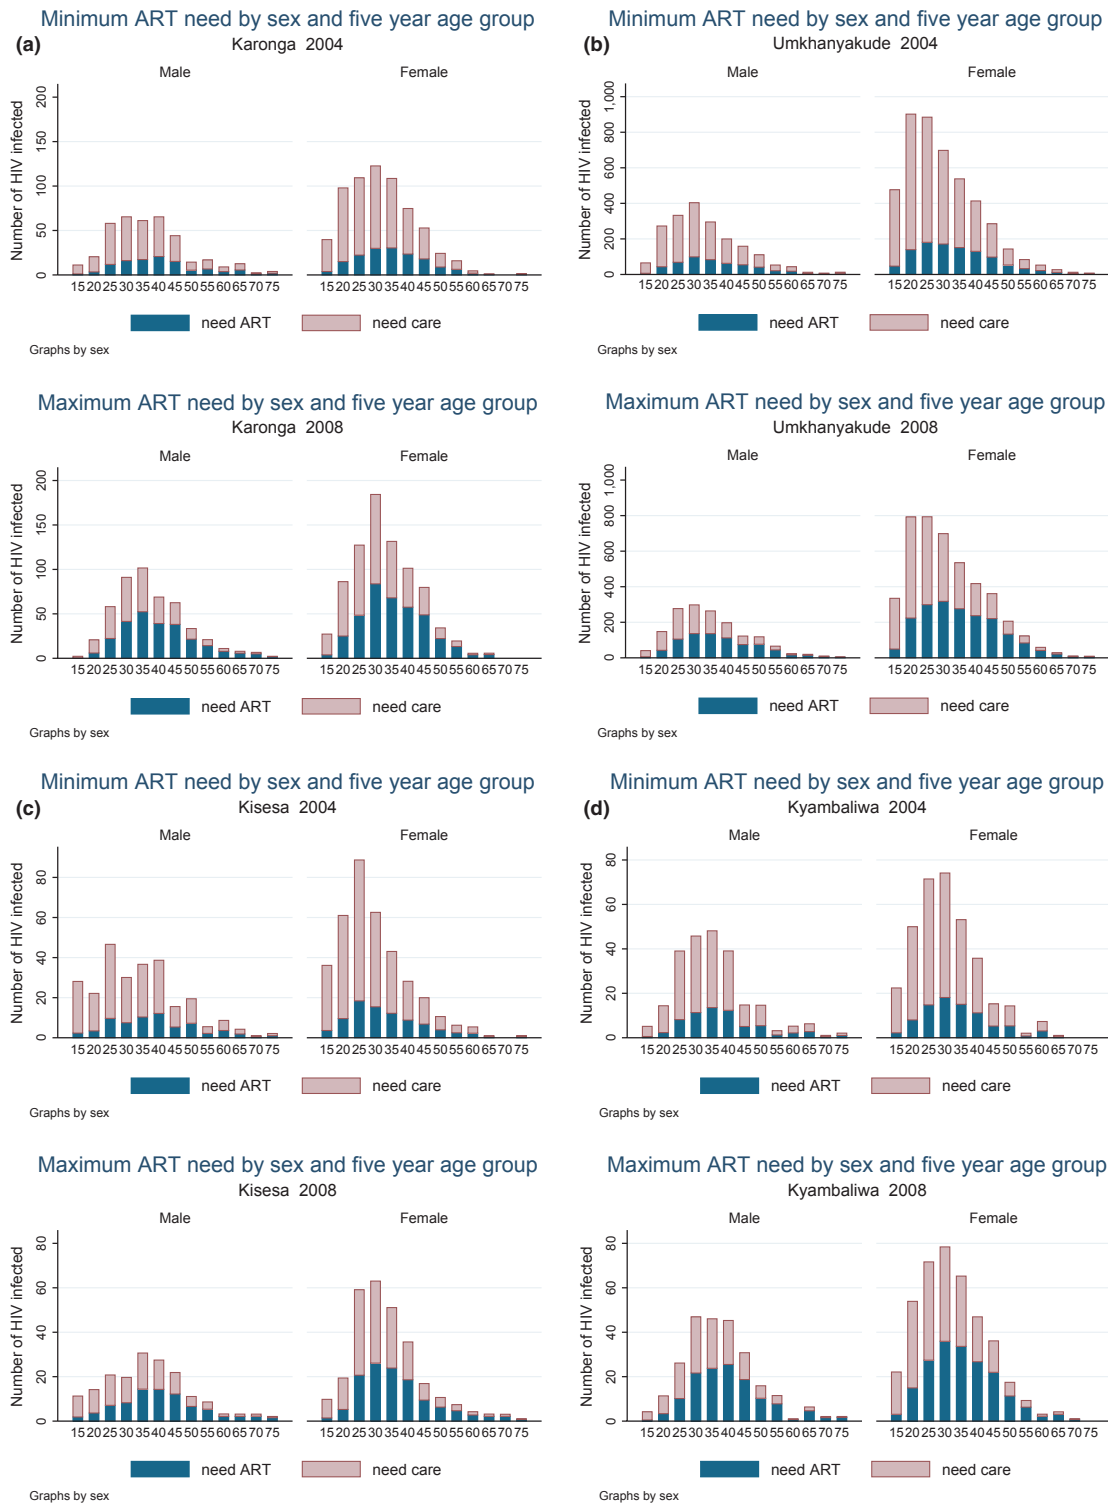 Minimum ART need by sex and five year age group
(a)
Karonga 2004
Male
Female
Number of HIV infected
0 50 100 150 200
15 20 25 30 35 40 45 50 55 60 65 70 75
15 20 25 30 35 40 45 50 55 60 65 70 75
need ART need care
Graphs by sex
Minimum ART need by sex and five year age group
(b)
Umkhanyakude 2004
Male
Female
Number of HIV infected
0 200 400 600 800 1,000
15 20 25 30 35 40 45 50 55 60 65 70 75
15 20 25 30 35 40 45 50 55 60 65 70 75
need ART need care
Graphs by sex
Maximum ART need by sex and five year age group
Karonga 2008
Male
Female
Number of HIV infected
0 50 100 150 200
15 20 25 30 35 40 45 50 55 60 65 70 75
15 20 25 30 35 40 45 50 55 60 65 70 75
need ART need care
Graphs by sex
Maximum ART need by sex and five year age group
Umkhanyakude 2008
Male
Female
Number of HIV infected
0 200 400 600 800 1,000
15 20 25 30 35 40 45 50 55 60 65 70 75
15 20 25 30 35 40 45 50 55 60 65 70 75
need ART need care
Graphs by sex
Minimum ART need by sex and five year age group
(c)
Kisesa 2004
Male
Female
Number of HIV infected
0 20 40 60 80
15 20 25 30 35 40 45 50 55 60 65 70 75
15 20 25 30 35 40 45 50 55 60 65 70 75
need ART need care
Graphs by sex
Minimum ART need by sex and five year age group
(d)
Kyambaliwa 2004
Male
Female
Number of HIV infected
0 20 40 60 80
15 20 25 30 35 40 45 50 55 60 65 70 75
15 20 25 30 35 40 45 50 55 60 65 70 75
need ART need care
Graphs by sex
Maximum ART need by sex and five year age group
Kisesa 2008
Male
Female
Number of HIV infected
0 20 40 60 80
15 20 25 30 35 40 45 50 55 60 65 70 75
15 20 25 30 35 40 45 50 55 60 65 70 75
need ART need care
Graphs by sex
Maximum ART need by sex and five year age group
Kyambaliwa 2008
Male
Female
Number of HIV infected
0 20 40 60 80
15 20 25 30 35 40 45 50 55 60 65 70 75
15 20 25 30 35 40 45 50 55 60 65 70 75
need ART need care
Graphs by sex